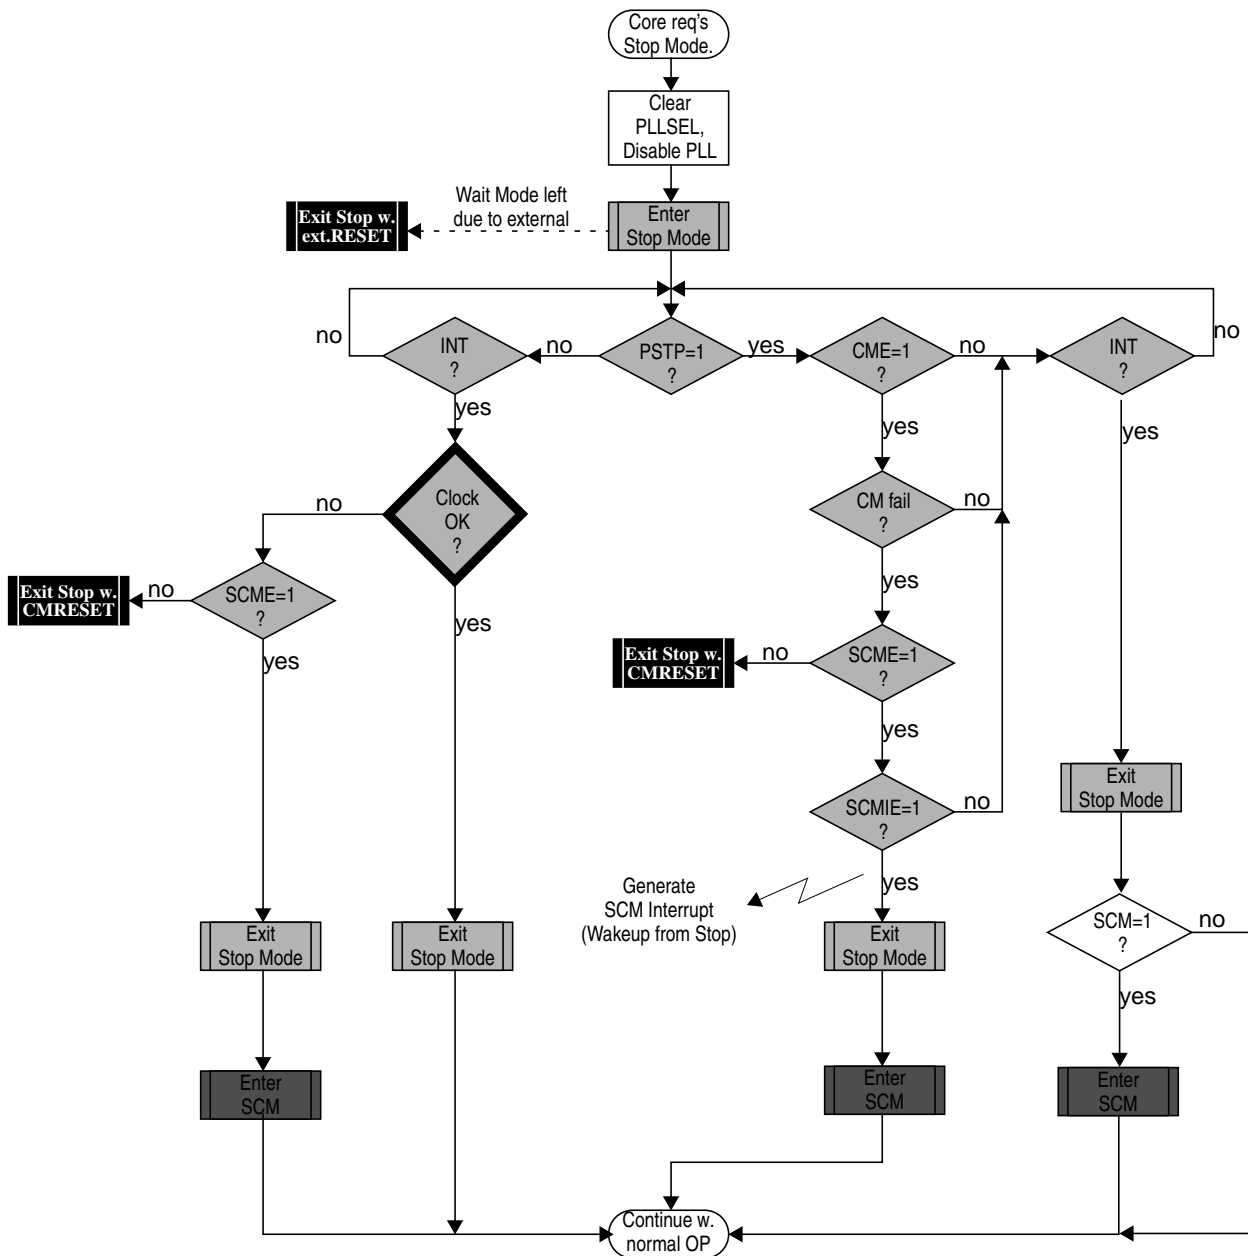 Core req's
Stop Mode.
Clear
PLLSEL,
Disable PLL
Wait Mode left
due to external
Exit Stop w.
ext.RESET
Enter
Stop Mode
no
INT
?
no
PSTP=1
?
yes
CME=1
?
no
INT
?
no
yes
yes
yes
Clock
OK
?
no
CM fail
?
no
Exit Stop w.
CMRESET
no
SCME=1
?
yes
yes
yes
Exit Stop w.
CMRESET
no
SCME=1
?
yes
Exit
Stop Mode
SCMIE=1
?
no
Generate
SCM Interrupt
(Wakeup from Stop)
yes
Exit
Stop Mode
Exit
Stop Mode
Exit
Stop Mode
SCM=1
?
no
yes
Enter
SCM
Enter
SCM
Enter
SCM
Continue w.
normal OP